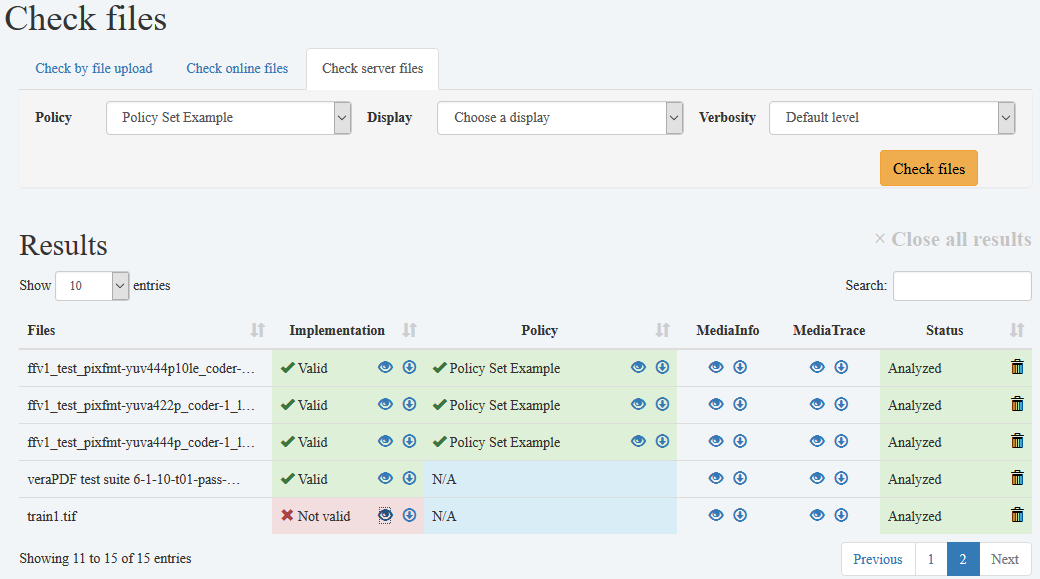 Check files
Check by file upload Check online files Check server files
Policy Policy Set Example Display Choose a display Verbosity Default level
Check files
Results × Close all results
Show 10 entries Search:
Files Implementation Policy MediaInfo MediaTrace Status
ffv1_test_pixfmt-yuv444p10le_coder-... Valid Policy Set Example Analyzed
ffv1_test_pixfmt-yuva422p_coder-1_l... Valid Policy Set Example Analyzed
ffv1_test_pixfmt-yuva444p_coder-1_l... Valid Policy Set Example Analyzed
veraPDF test suite 6-1-10-t01-pass-... Valid N/A Analyzed
train1.tif Not valid N/A Analyzed
Showing 11 to 15 of 15 entries Previous 1 2 Next